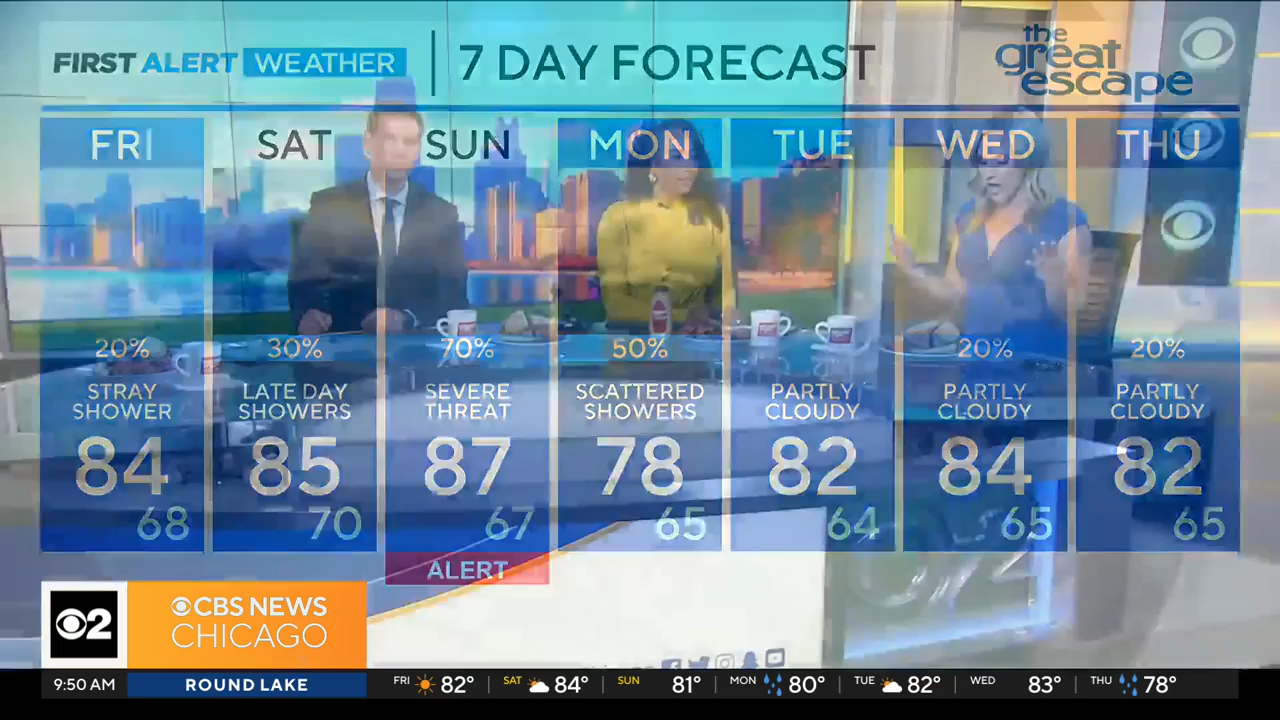 FIRST ALERT WEATHER
7 DAY FORECAST
the
great
escape
FRI SAT SUN MON TUE WED THU
20% 30% 70% 50% 20% 20%
STRAY SHOWER
LATE DAY SHOWERS
SEVERE THREAT
SCATTERED SHOWERS
PARTLY CLOUDY
PARTLY CLOUDY
PARTLY CLOUDY
84 85 87 78 82 84 82
68 70 67 65 64 65 65
ALERT
2
CBS NEWS
CHICAGO
9:50 AM ROUND LAKE FRI 82° SAT 84° SUN 81° MON 80° TUE 82° WED 83° THU 78°